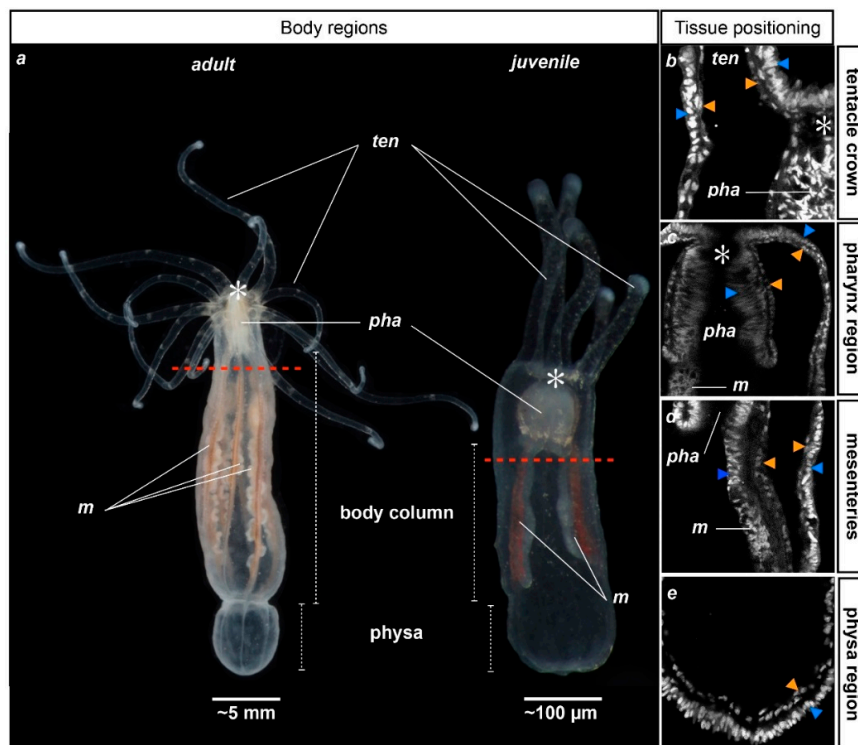 Body regions
Tissue positioning
a
adult
juvenile
ten
*
pha
*
m
body column
m
physa
~5 mm
~100 µm
b
ten
*
pha
tentacle crown
c
*
pha
m
pharynx region
d
pha
m
mesenterries
e
physa region